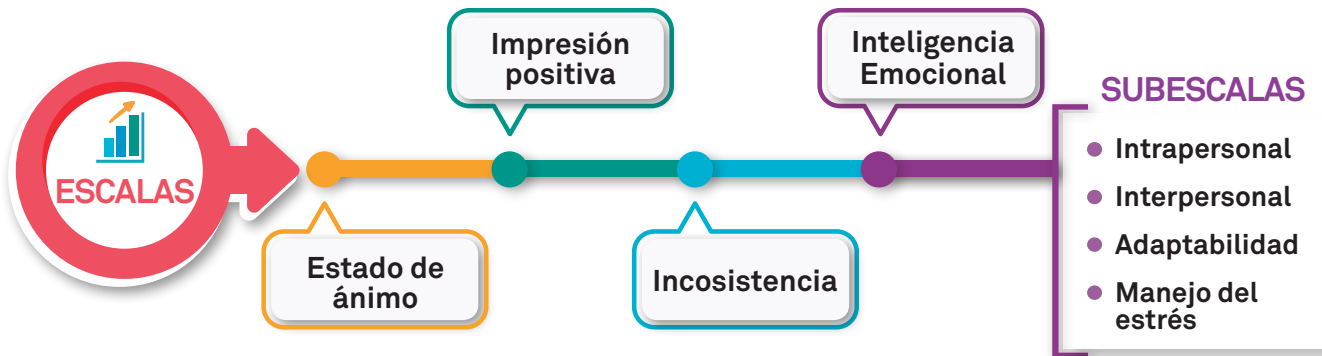 ESCALAS
Estado de
ánimo
Impresión
positiva
Incosistencia
Inteligencia
Emocional
SUBESCALAS
Intrapersonal
Interpersonal
Adaptabilidad
Manejo del
estrés